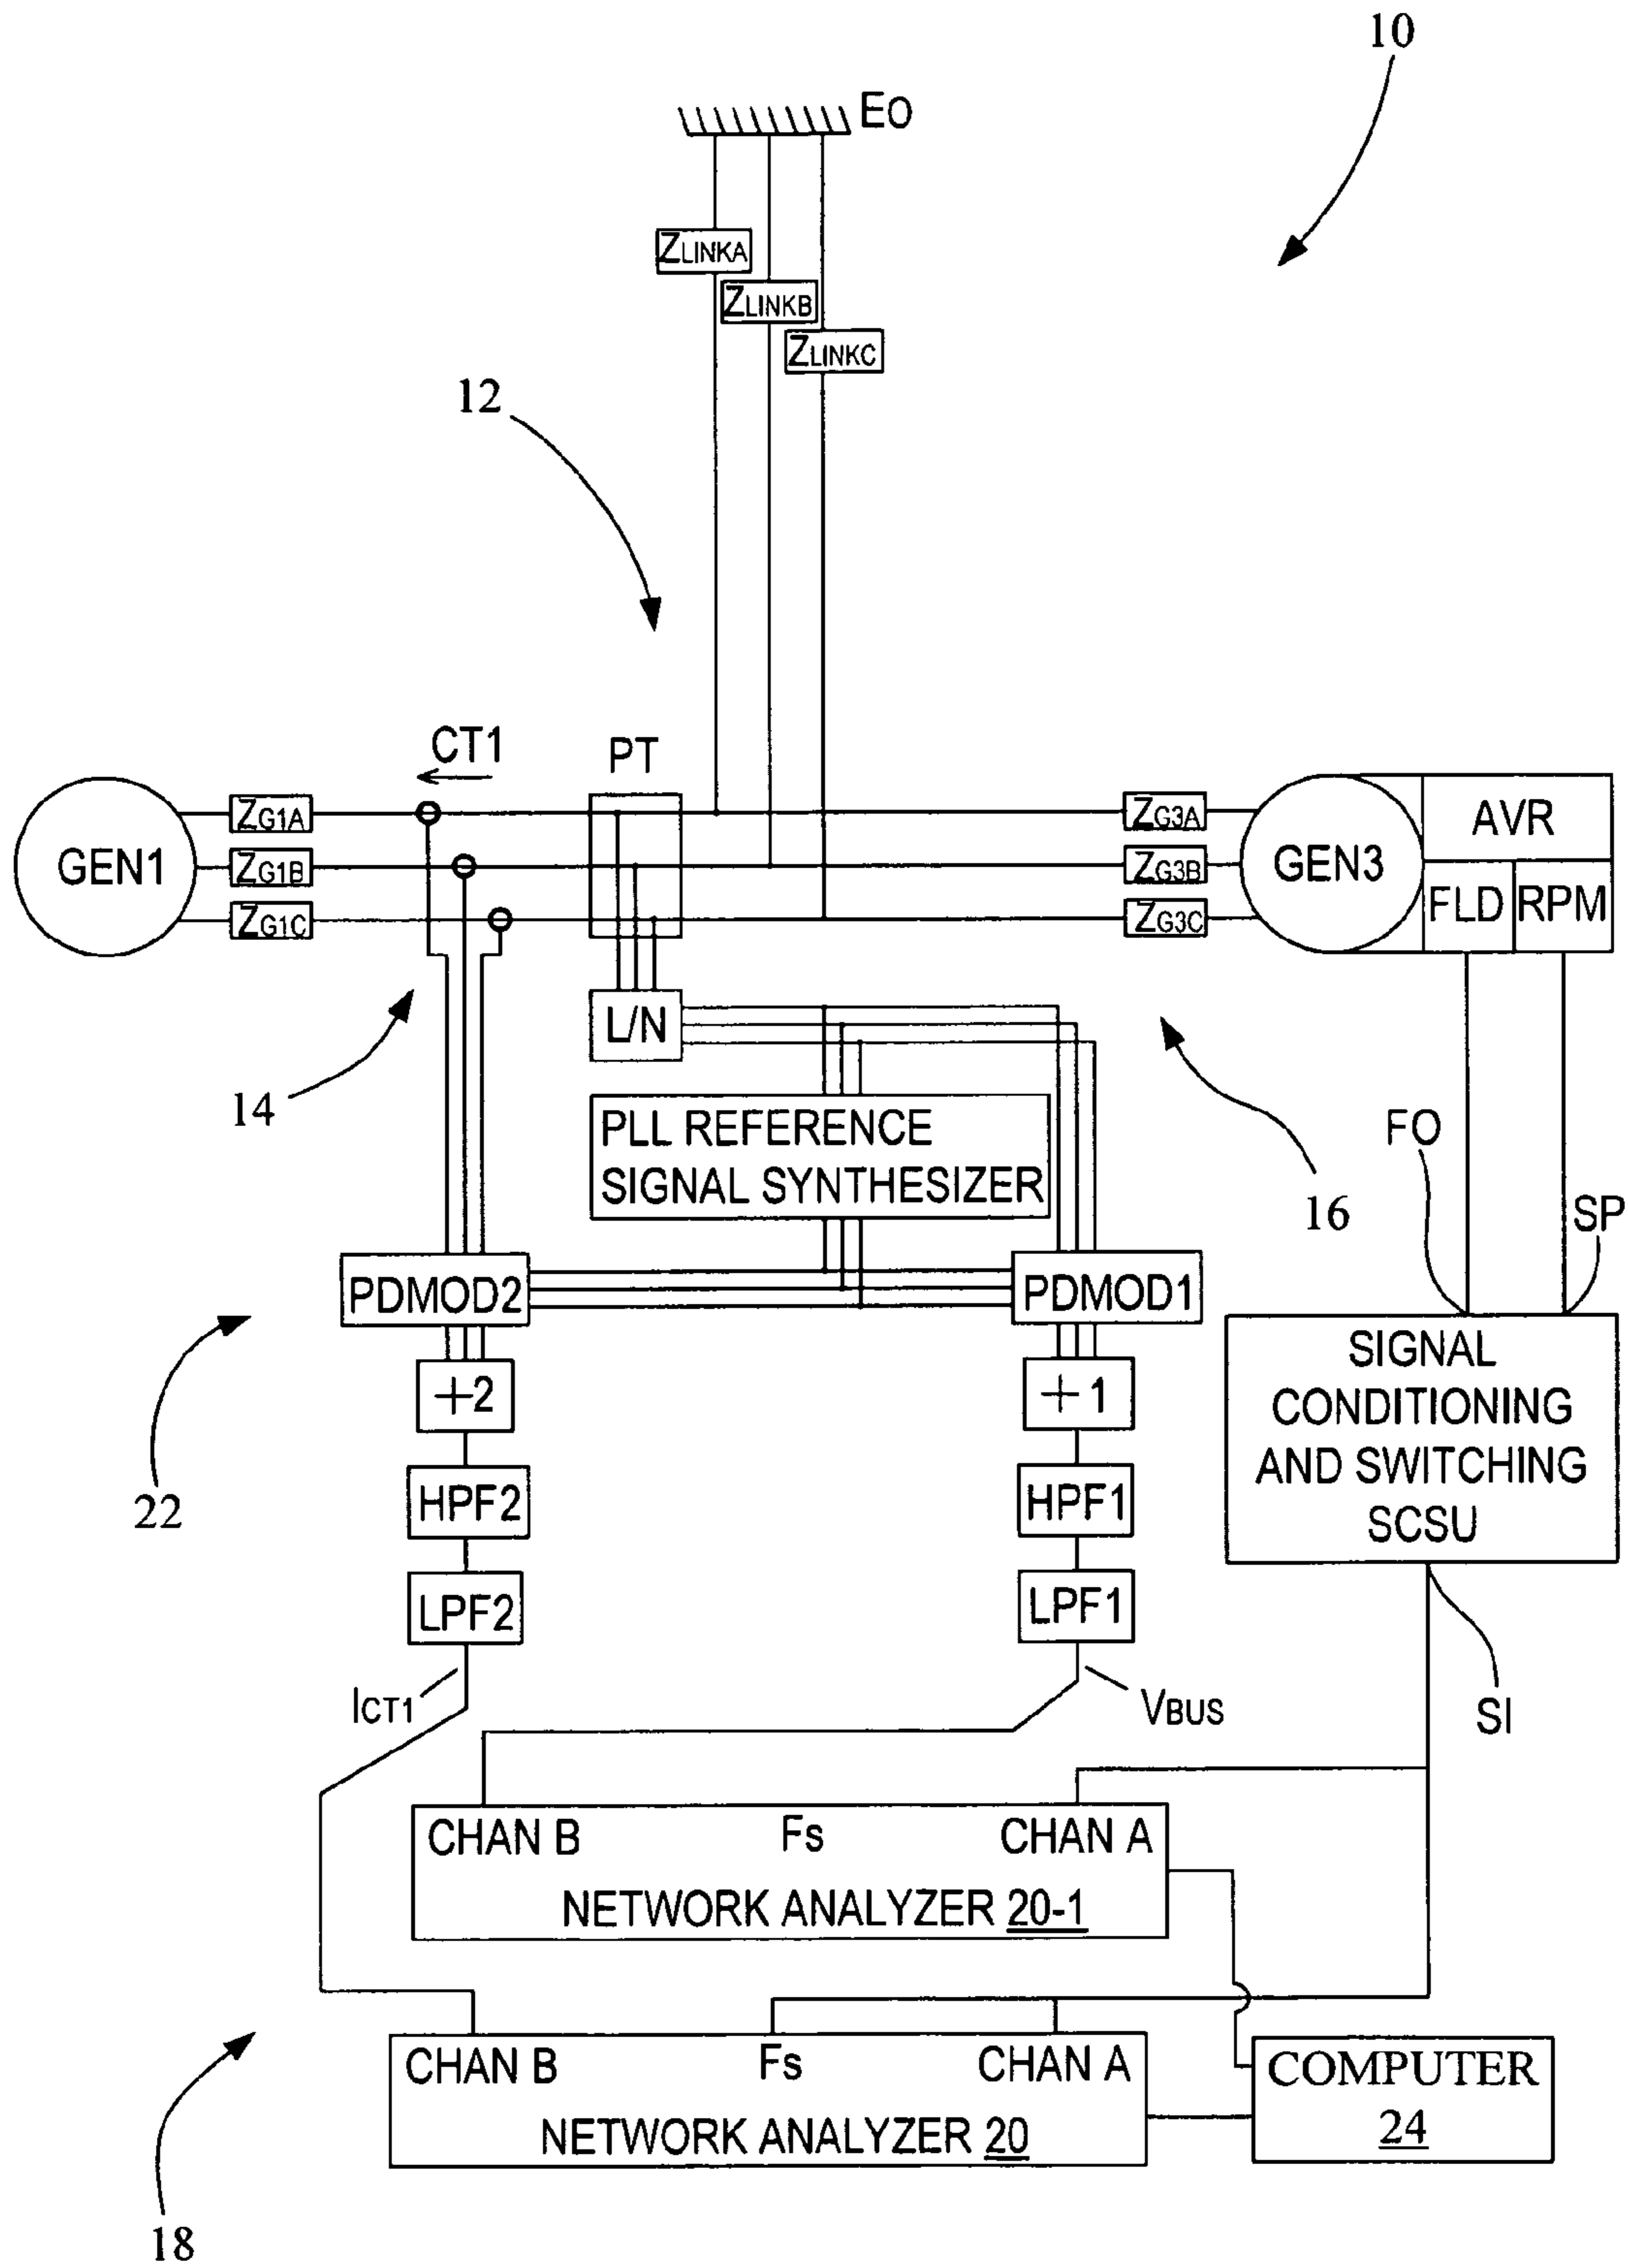 10
Eo
ZLINKA
ZLINKB
ZLINKC
12
CT1
PT
GEN1
ZG1A
ZG1B
ZG1C
ZG3A
ZG3B
ZG3C
GEN3
AVR
FLD
RPM
L/N
14
PLL REFERENCE
SIGNAL SYNTHESIZER
16
FO
SP
PDMOD2
PDMOD1
22
+2
+1
HPF2
HPF1
LPF2
LPF1
SIGNAL
CONDITIONING
AND SWITCHING
SCSU
ICT1
VBUS
SI
CHAN B
Fs
CHAN A
NETWORK ANALYZER 20-1
CHAN B
Fs
CHAN A
NETWORK ANALYZER 20
COMPUTER
24
18